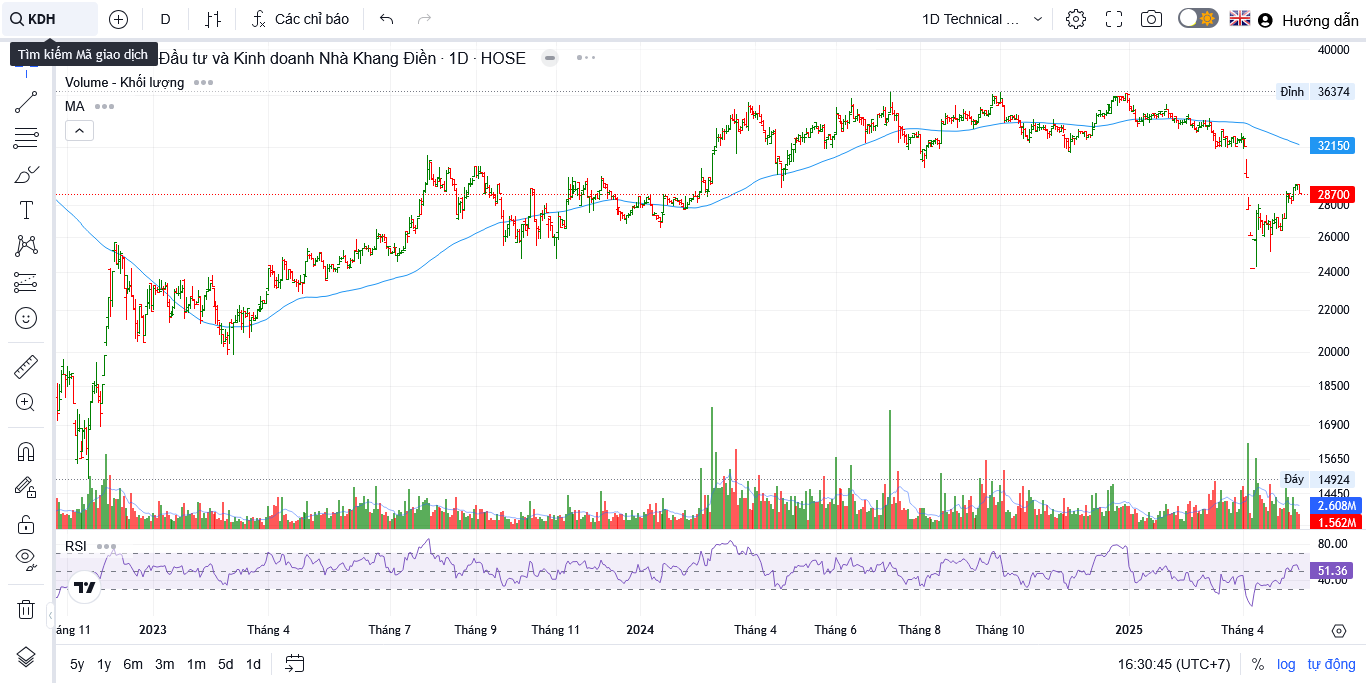 KDH
D
Các chỉ báo
1D Technical ...
Hướng dẫn
Tìm kiếm Mã giao dịch
Đầu tư và Kinh doanh Nhà Khang Điền · 1D · HOSE
Volume - Khối lượng
MA
40000
Đỉnh 36374
32150
28700
28000
26000
24000
22000
20000
18500
16900
15650
Đáy 14924
14450
2.608M
1.562M
RSI
80.00
51.36
40.00
áng 11 2023 Tháng 4 Tháng 7 Tháng 9 Tháng 11 2024 Tháng 4 Tháng 6 Tháng 8 Tháng 10 2025 Tháng 4
5y 1y 6m 3m 1m 5d 1d
16:30:45 (UTC+7) % log tự động